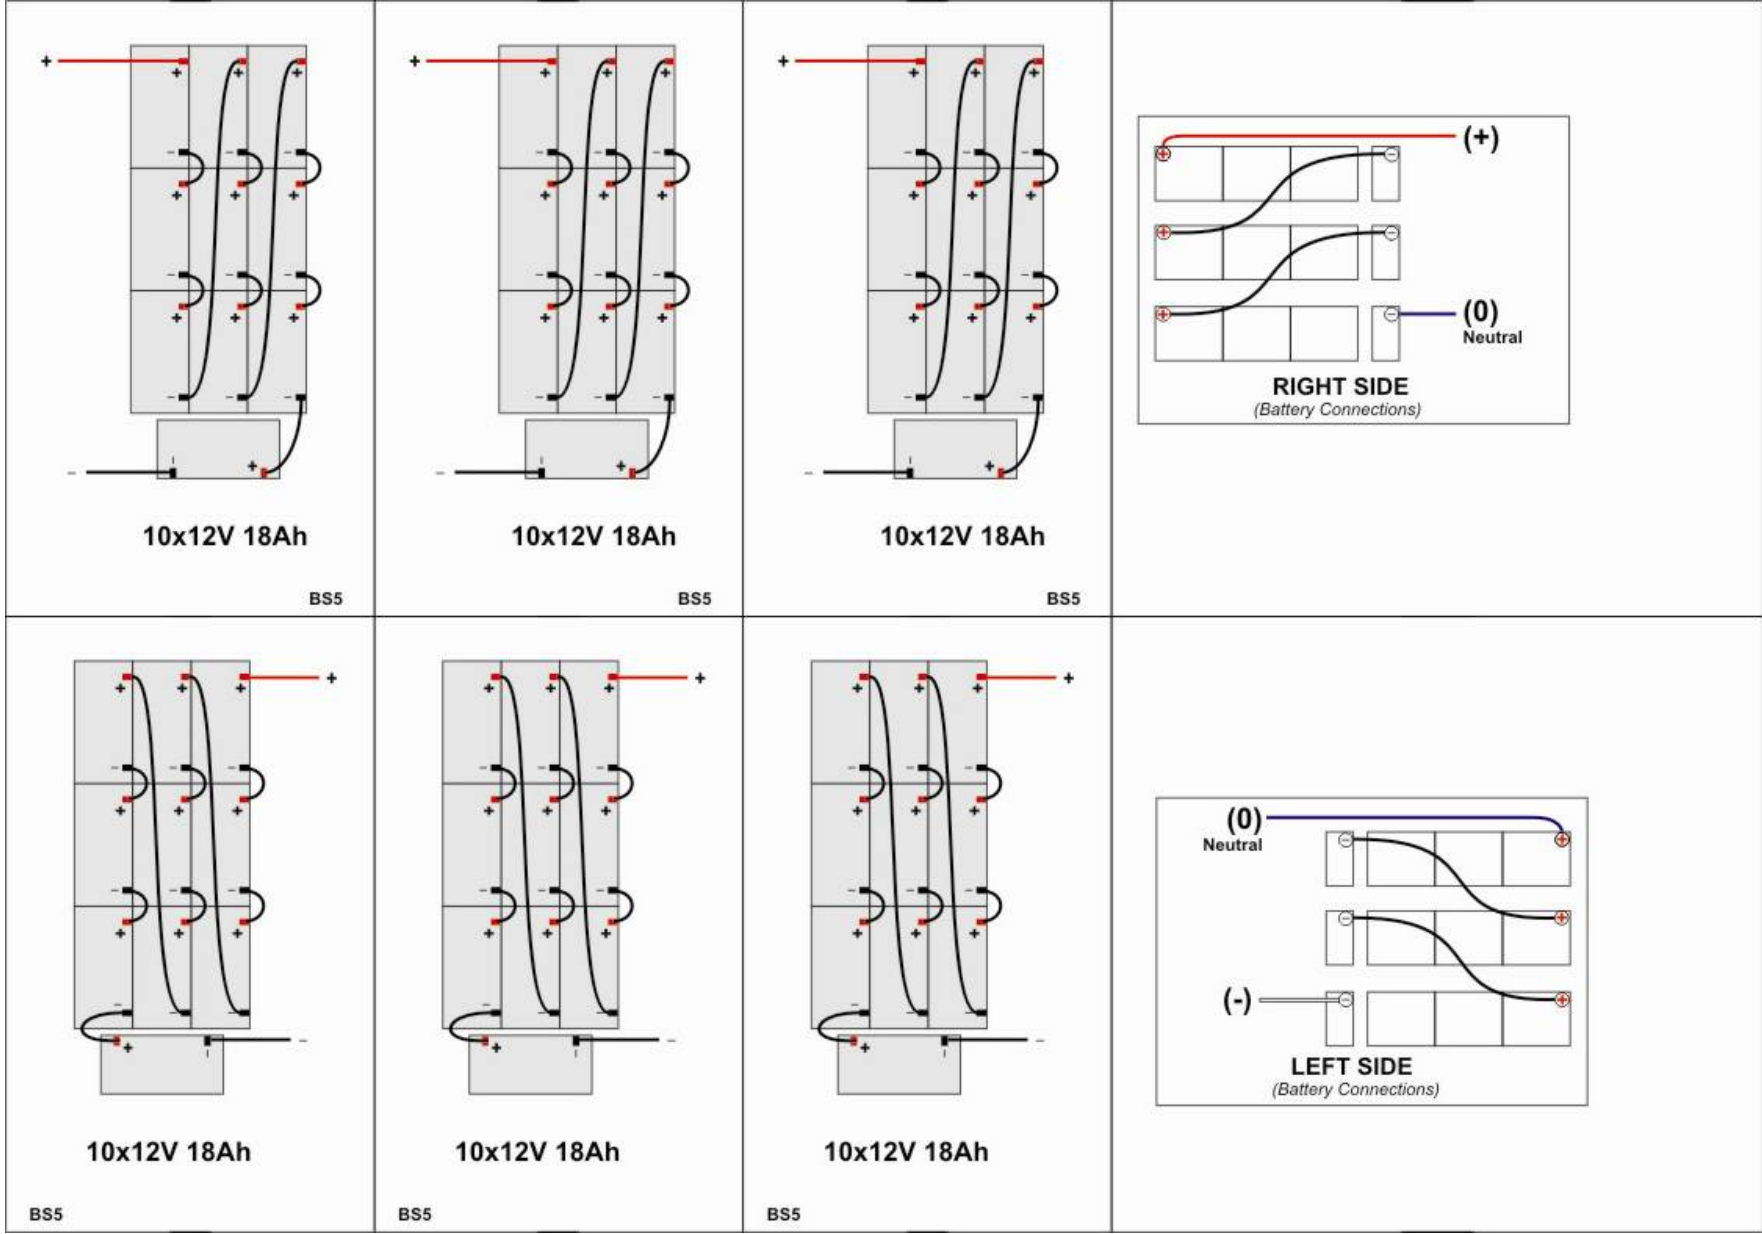 10x12V 18Ah
BS5
10x12V 18Ah
BS5
10x12V 18Ah
BS5
(+)
(0)
Neutral
RIGHT SIDE
(Battery Connections)
10x12V 18Ah
BS5
10x12V 18Ah
BS5
10x12V 18Ah
BS5
(0)
Neutral
(-)
LEFT SIDE
(Battery Connections)